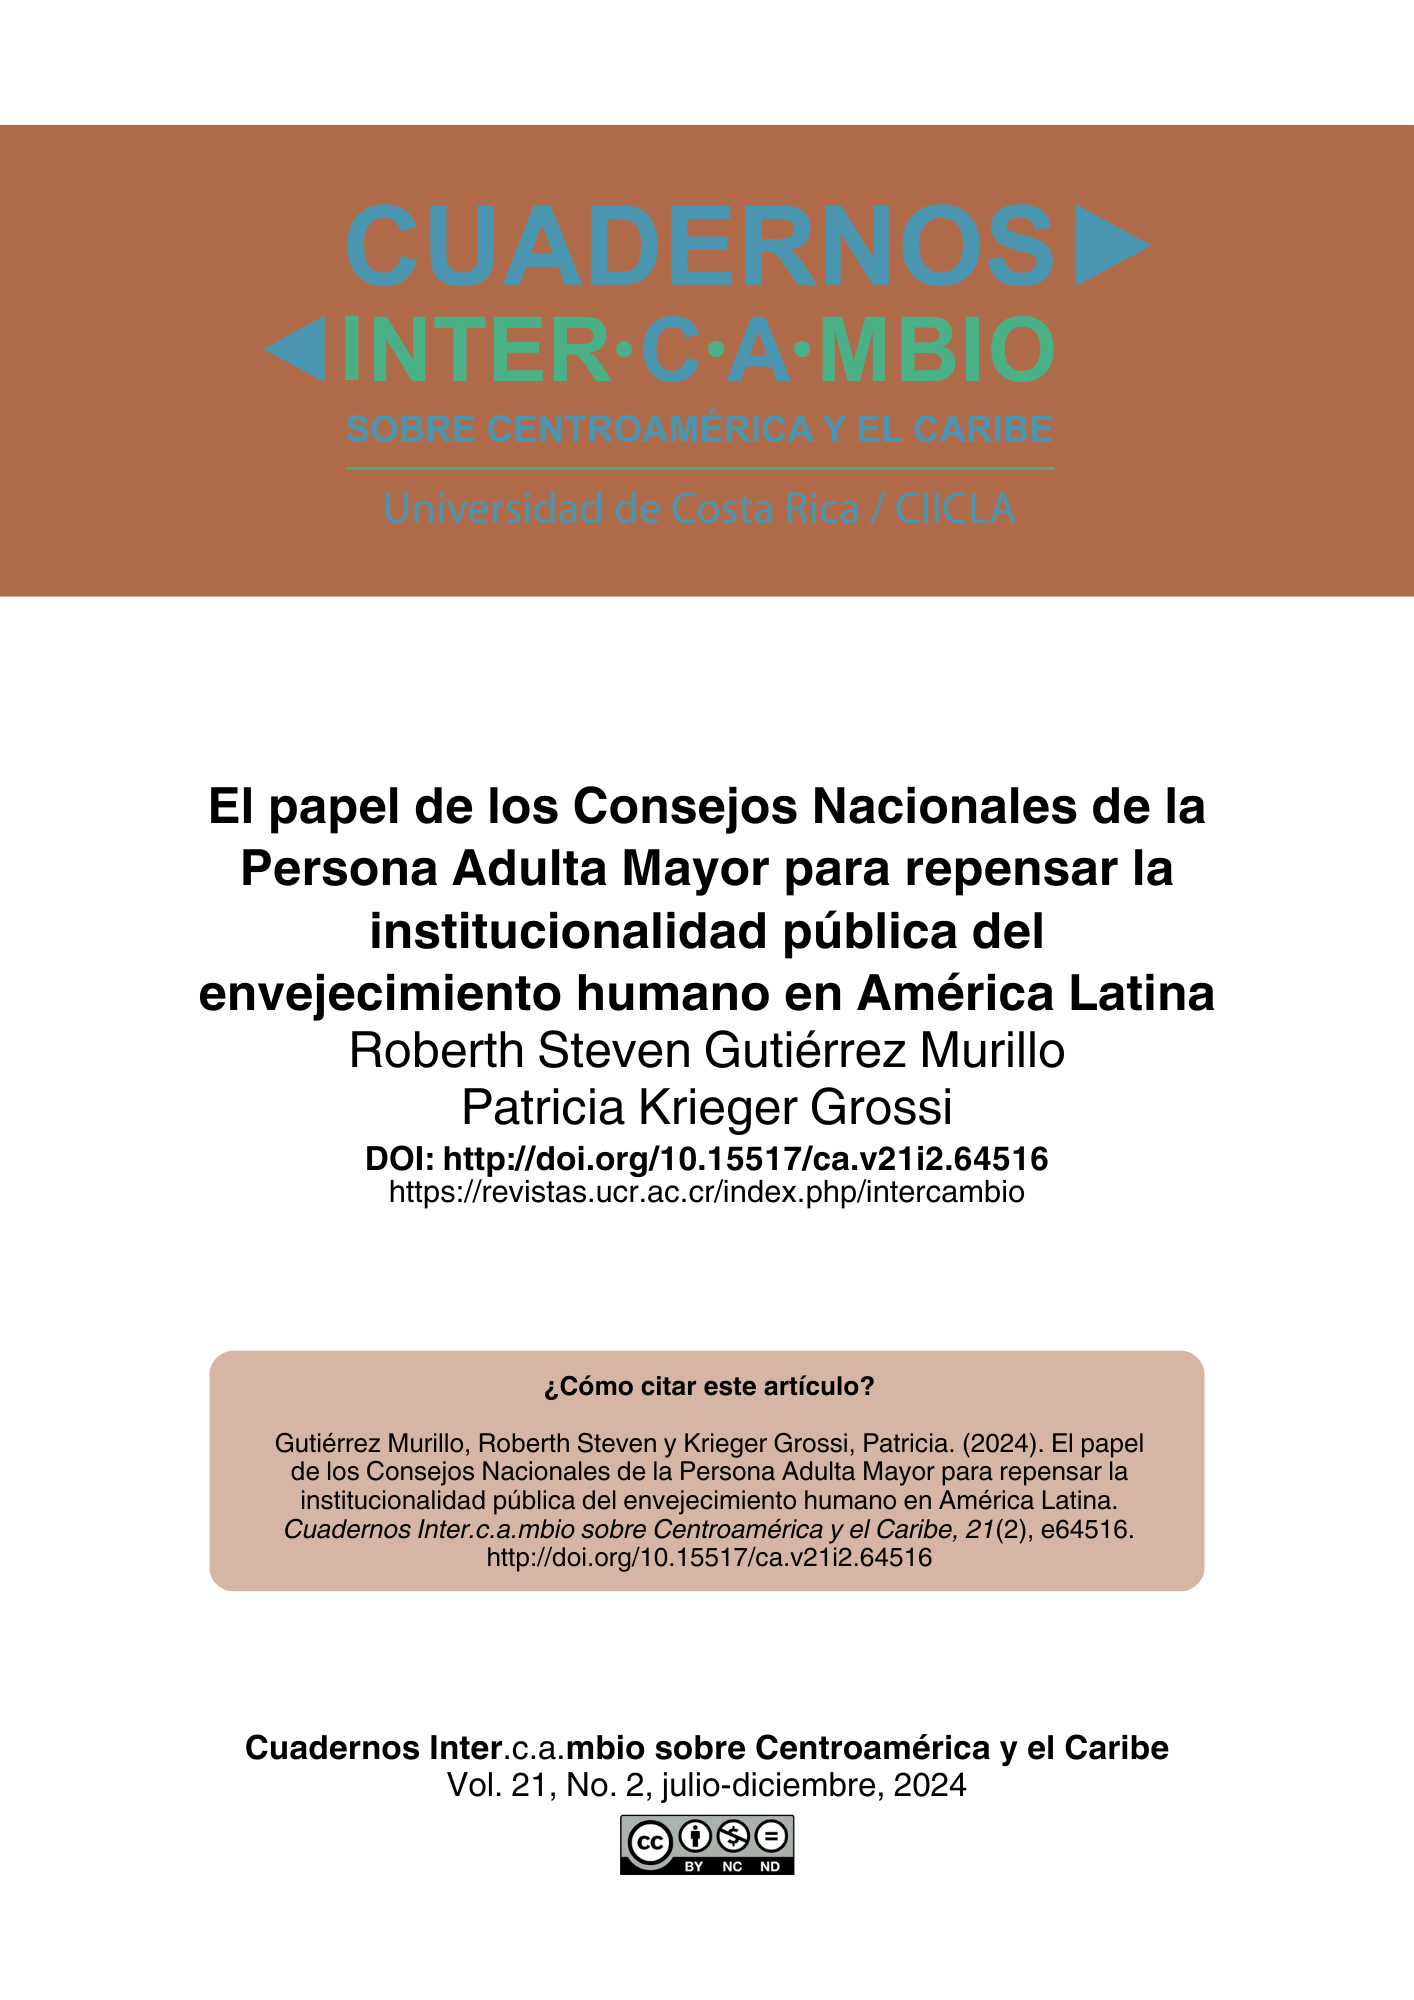 CUADERNOS
INTER·C·A·MBIO
SOBRE CENTROAMÉRICA Y EL CARIBE
Universidad de Costa Rica / CIICLA
El papel de los Consejos Nacionales de la
Persona Adulta Mayor para repensar la
institucionalidad pública del
envejecimiento humano en América Latina
Roberth Steven Gutiérrez Murillo
Patricia Krieger Grossi
DOI: http://doi.org/10.15517/ca.v21i2.64516
https://revistas.ucr.ac.cr/index.php/intercambio
¿Cómo citar este artículo?
Gutiérrez Murillo, Roberth Steven y Krieger Grossi, Patricia. (2024). El papel
de los Consejos Nacionales de la Persona Adulta Mayor para repensar la
institucionalidad pública del envejecimiento humano en América Latina.
Cuadernos Inter.c.a.mbio sobre Centroamérica y el Caribe, 21(2), e64516.
http://doi.org/10.15517/ca.v21i2.64516
Cuadernos Inter.c.a.mbio sobre Centroamérica y el Caribe
Vol. 21, No. 2, julio-diciembre, 2024
cc
BY NC ND